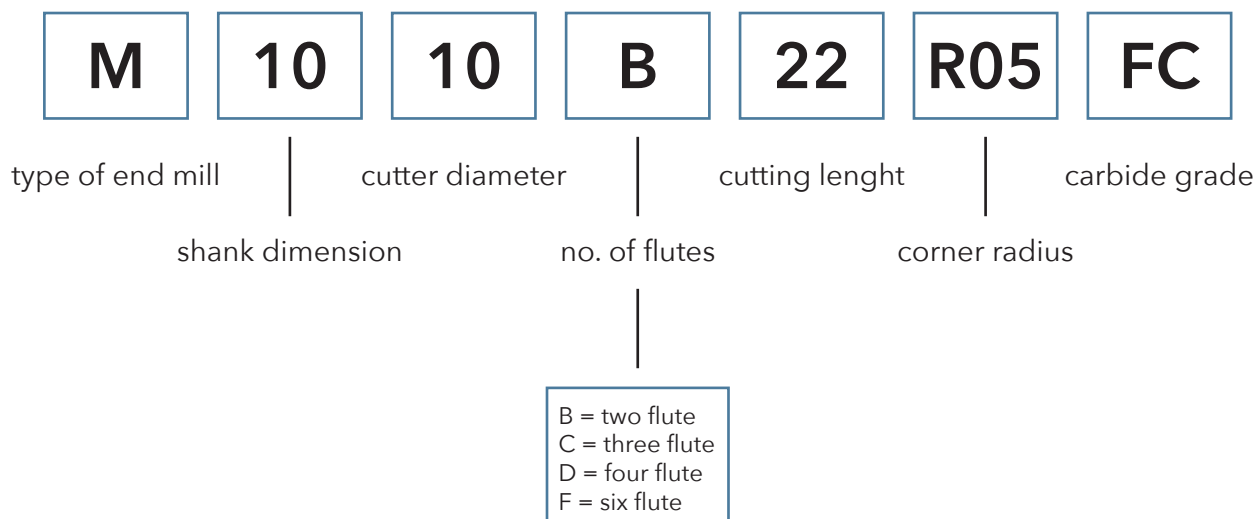 M 10 10 B 22 R05 FC
type of end mill cutter diameter cutting lenght carbide grade
shank dimension no. of flutes corner radius
B = two flute
C = three flute
D = four flute
F = six flute